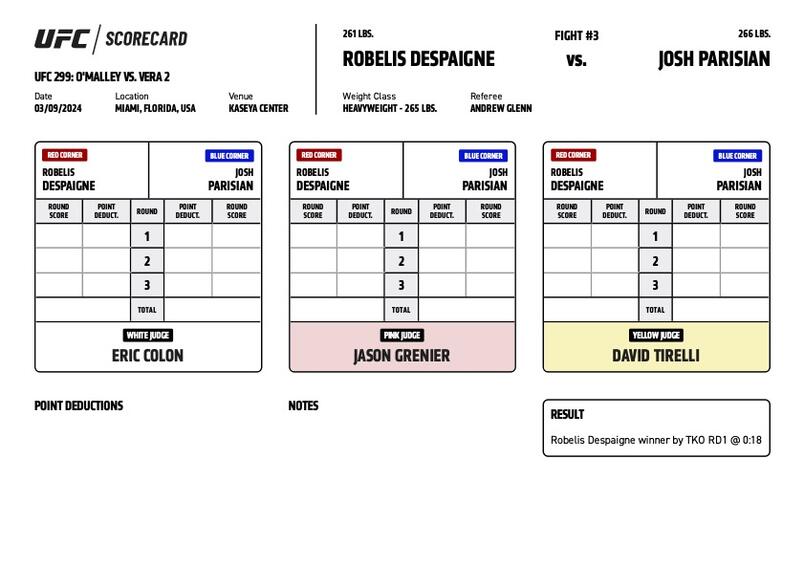 UFC / SCORECARD
UFC 299: O'MALLEY VS. VERA 2
Date Location Venue
03/09/2024 MIAMI, FLORIDA, USA KASEYA CENTER
261 LBS. FIGHT #3 266 LBS.
ROBELIS DESPAIGNE VS. JOSH PARISIAN
Weight Class Referee
HEAVYWEIGHT - 265 LBS. ANDREW GLENN
RED CORNER BLUE CORNER
ROBELIS JOSH
DESPAIGNE PARISIAN
ROUND SCORE POINT DEDUCT. ROUND POINT DEDUCT. ROUND SCORE
1
2
3
TOTAL
WHITE JUDGE
ERIC COLON
RED CORNER BLUE CORNER
ROBELIS JOSH
DESPAIGNE PARISIAN
ROUND SCORE POINT DEDUCT. ROUND POINT DEDUCT. ROUND SCORE
1
2
3
TOTAL
PINK JUDGE
JASON GRENIER
RED CORNER BLUE CORNER
ROBELIS JOSH
DESPAIGNE PARISIAN
ROUND SCORE POINT DEDUCT. ROUND POINT DEDUCT. ROUND SCORE
1
2
3
TOTAL
YELLOW JUDGE
DAVID TIRELLI
POINT DEDUCTIONS
NOTES
RESULT
Robelis Despaigne winner by TKO RD1 @ 0:18